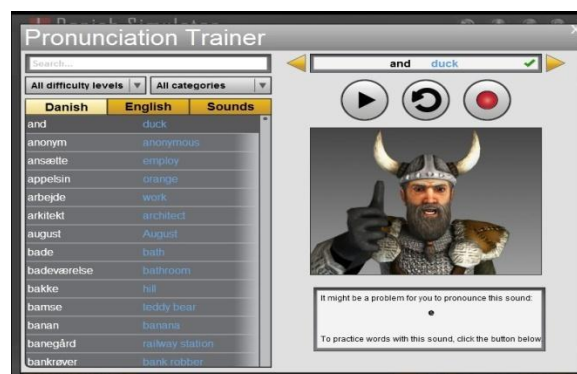 Danish Simulator
Pronunciation Trainer
Search...
All difficulty levels
All categories
Danish English Sounds
and duck
anonym anonymous
ansætte employ
appelsin orange
arbejde work
arkitekt architect
august August
bade bath
badeværelse bathroom
bakke hill
bamse teddy bear
banan banana
banegård railway station
bankrøver bank robber
and duck
It might be a problem for you to pronounce this sound:
e
To practice words with this sound, click the button below